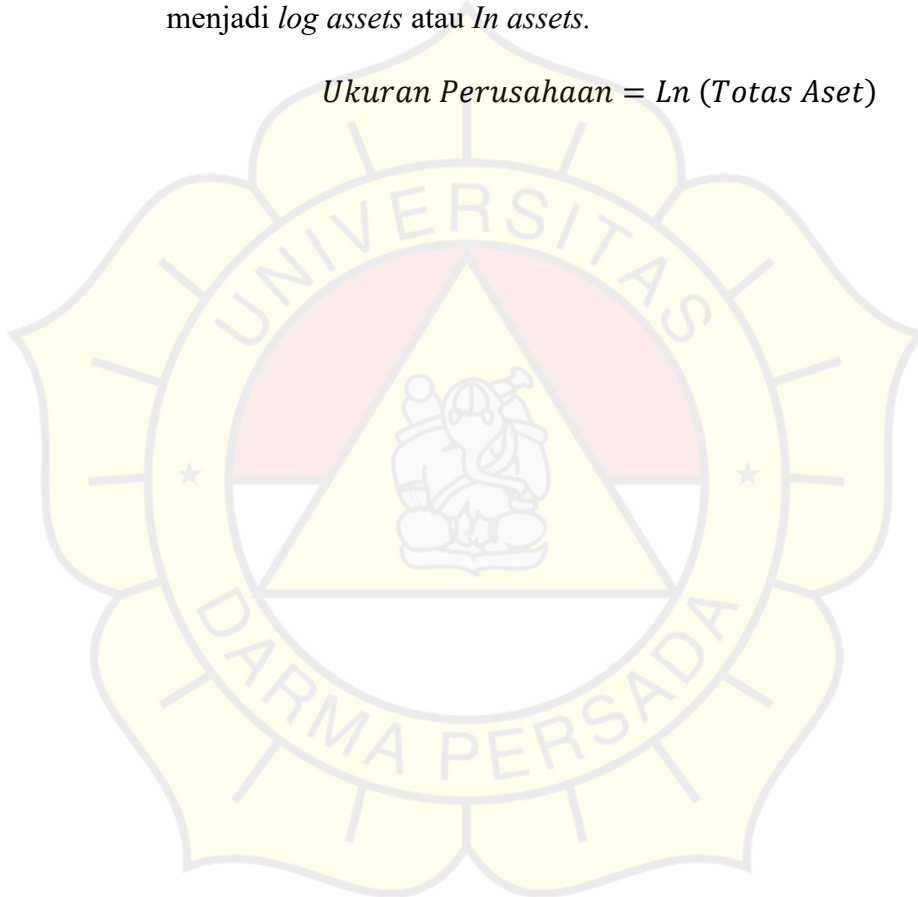 menjadi log assets atau In assets.
Ukuran Perusahaan = Ln (Totas Aset)
UNIVERSITAS
DARMA PERSADA